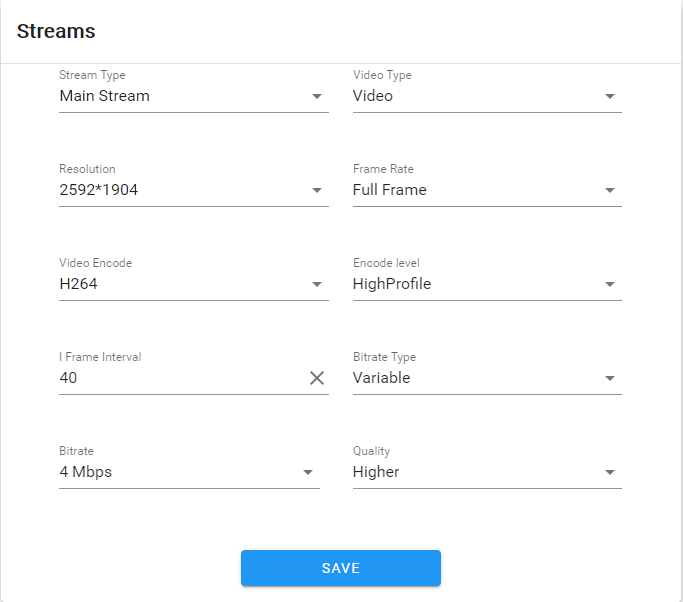 Streams
Stream Type
Video Type
Main Stream
Video
Resolution
Frame Rate
2592*1904
Full Frame
Video Encode
Encode level
H264
HighProfile
I Frame Interval
Bitrate Type
40
Variable
Bitrate
Quality
4 Mbps
Higher
SAVE